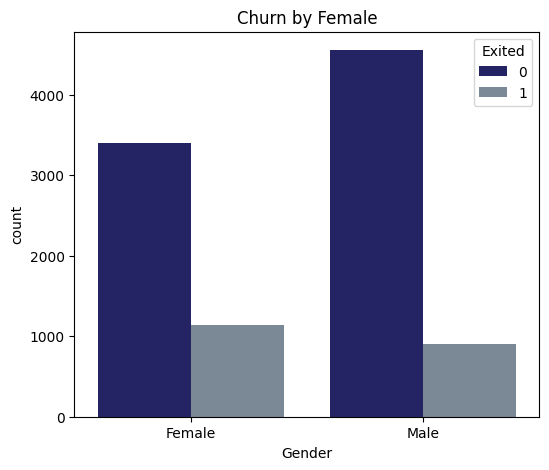 Churn by Female
Exited
0
1
4000
3000
2000
1000
0
count
Female
Male
Gender